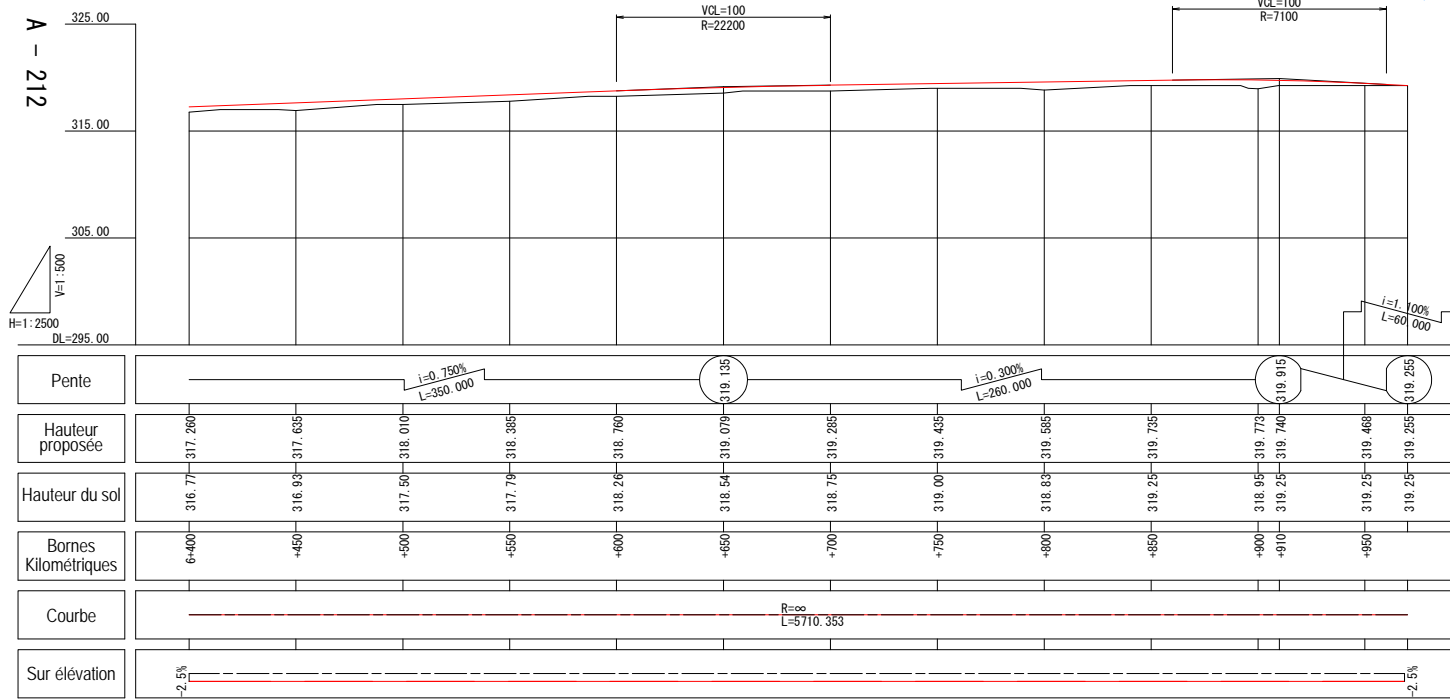 A - 212
325.00
315.00
305.00
DL=295.00
V=1:500
H=1:2500
VCL=100
R=22200
VCL=100
R=7100
Pente
i=0.750%
L=350.000
319.135
i=0.300%
L=260.000
319.915
i=1.100%
L=60.000
319.255
Hauteur
proposée
317.260 317.635 318.010 318.385 318.760 319.079 319.285 319.435 319.585 319.735 319.773 319.740 319.468 319.255
Hauteur du sol
316.77 316.93 317.50 317.79 318.26 318.54 318.75 319.00 318.83 319.25 318.95 319.25 319.25 319.25
Bornes
Kilométriques
6+400 +450 +500 +550 +600 +650 +700 +750 +800 +850 +900 +910 +950
Courbe
R=∞
L=5710.353
Sur élévation
-2.5% -2.5%